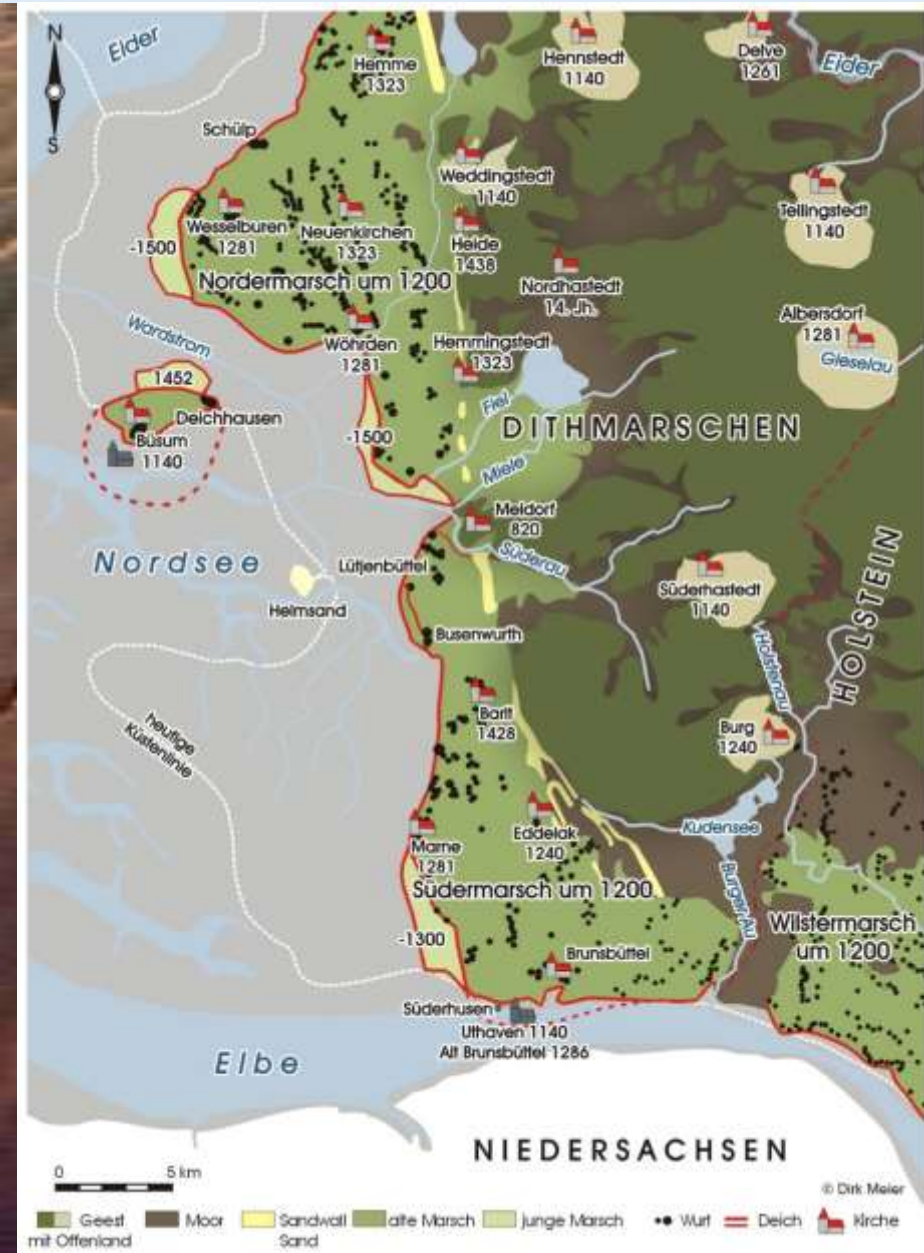 N
S
Eider
Hemme
1323
Hennstedt
1140
Delve
1261
Eider
Schülp
Weddingstedt
1140
Tellingstedt
1140
Wesselburen
1281
Neuenkirchen
1323
Heide
1438
-1500
Nordermarsch um 1200
Nordhastedt
14. Jh.
Wardstrom
Wöhrden
1281
Hemmingstedt
1323
Albersdorf
1281
Gieselau
1452
Deichhausen
Büsum
1140
-1500
Fiel
DITHMARSCHEN
Miele
Meldorf
820
Süderau
Nordsee
Lütjenbüttel
Helmsand
Süderhastedt
1140
HOLSTEIN
Busenwurth
Holstenau
Barlt
1428
Burg
1240
heutige
Küstenlinie
Marne
1281
Eddelak
1240
Kudensee
Burger Au
Südermarsch um 1200
Wilstermarsch
um 1200
-1300
Brunsbüttel
Süderhusen
Uthaven 1140
Alt Brunsbüttel 1286
Elbe
NIEDERSACHSEN
0 5 km
© Dirk Meier
Geest
mit Offenland
Moor
Sandwall
Sand
alte Marsch
junge Marsch
Wurt
Deich
Kirche